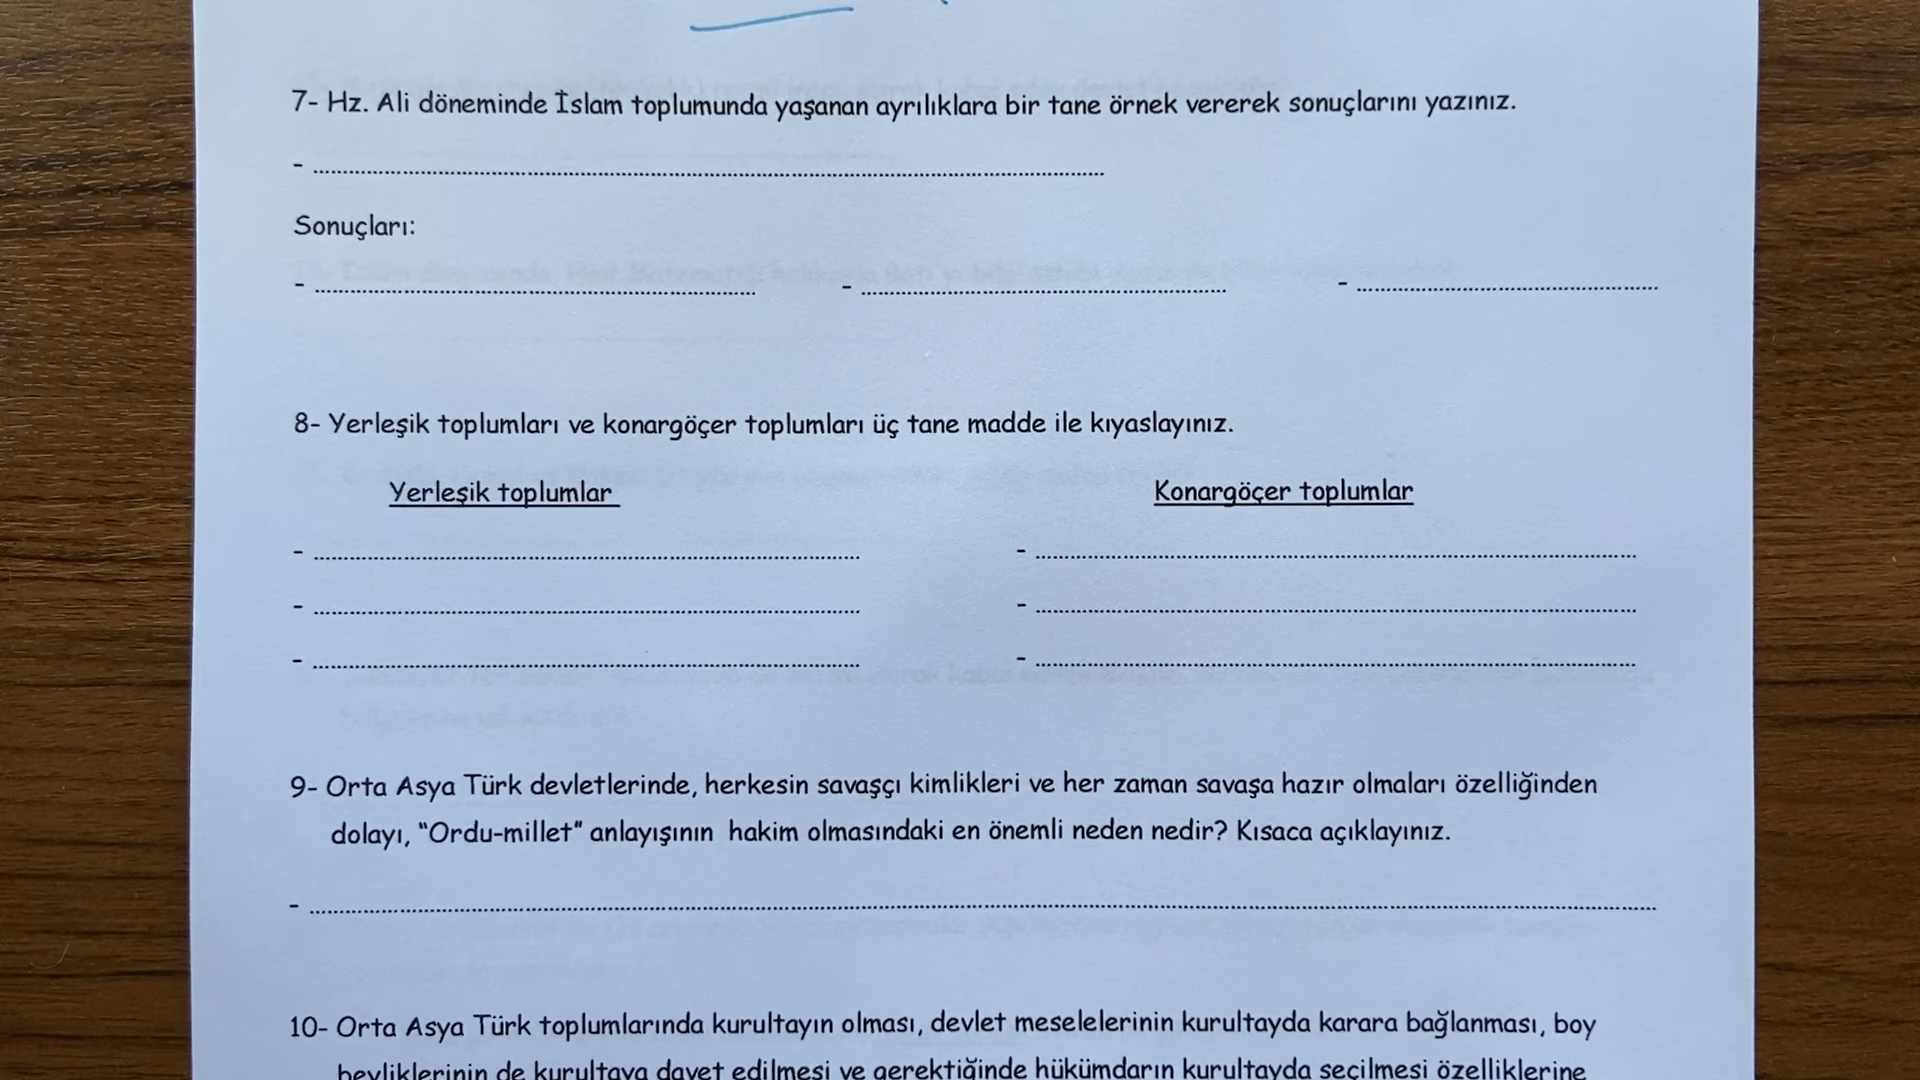 7- Hz. Ali döneminde İslam toplumunda yaşanan ayrılıklara bir tane örnek vererek sonuçlarını yazınız.
- ..............................
Sonuçları:
- .............................. - .............................. - ..............................
8- Yerleşik toplumları ve konargöçer toplumları üç tane madde ile kıyaslayınız.
Yerleşik toplumlar Konargöçer toplumlar
- .............................. - ..............................
- .............................. - ..............................
- .............................. - ..............................
9- Orta Asya Türk devletlerinde, herkesin savaşçı kimlikleri ve her zaman savaşa hazır olmaları özelliğinden
dolayı, "Ordu-millet" anlayışının hakim olmasındaki en önemli neden nedir? Kısaca açıklayınız.
- ..............................
10- Orta Asya Türk toplumlarında kurultayın olması, devlet meselelerinin kurultayda karara bağlanması, boy
beyliklerinin de kurultaya davet edilmesi ve gerektiğinde hükümdarın kurultayda seçilmesi özelliklerine